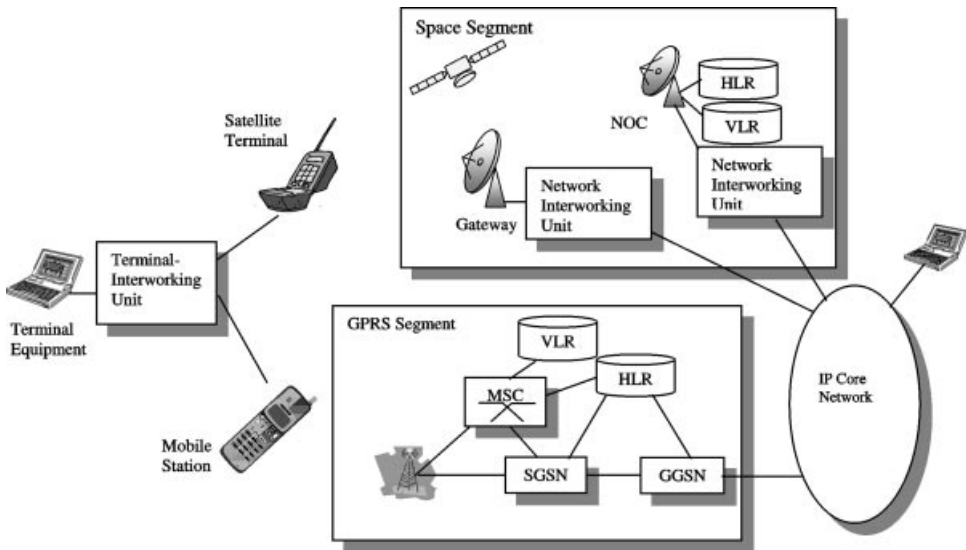 Space Segment
HLR
NOC
VLR
Satellite
Terminal
Network
Interworking
Unit
Network
Interworking
Unit
Gateway
Terminal-
Interworking
Unit
Terminal
Equipment
GPRS Segment
VLR
HLR
MSC
IP Core
Network
Mobile
Station
SGSN
GGSN